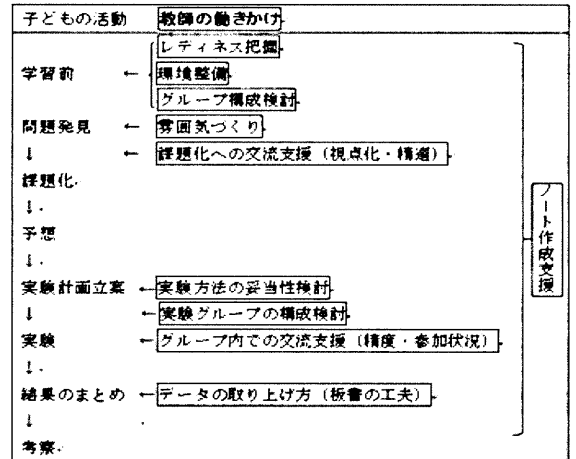 子どもの活動 教師の働きかけ
レディネス把握
学習前 ← 環境整備
グループ構成検討
問題発見 ← 雰囲気づくり
↓ ← 課題化への交流支援（視点化・精選）
課題化
↓
予想
↓
実験計画立案 ← 実験方法の妥当性検討
↓ ← 実験グループの構成検討
実験 ← グループ内での交流支援（精度・参加状況）
↓
結果のまとめ ← データの取り上げ方（板書の工夫）
↓
考察
ノート作成支援